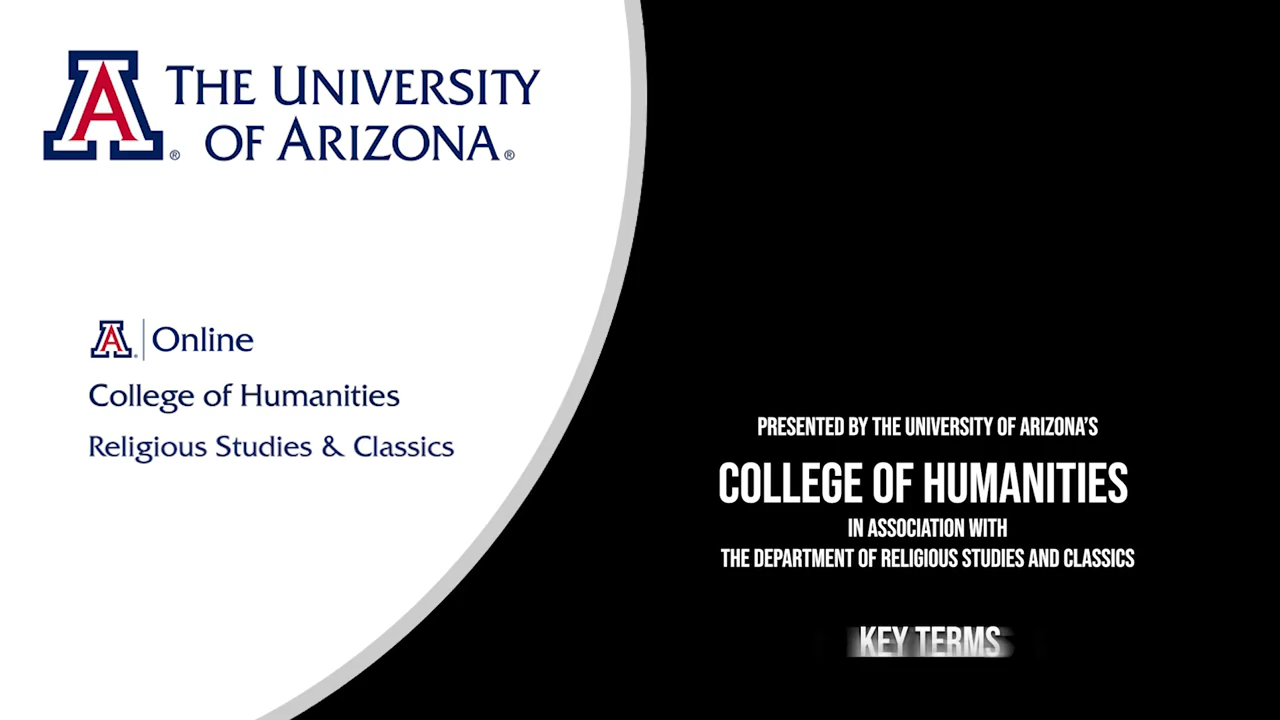 A® THE UNIVERSITY
OF ARIZONA®
A® Online
College of Humanities
Religious Studies & Classics
PRESENTED BY THE UNIVERSITY OF ARIZONA'S
COLLEGE OF HUMANITIES
IN ASSOCIATION WITH
THE DEPARTMENT OF RELIGIOUS STUDIES AND CLASSICS
KEY TERMS